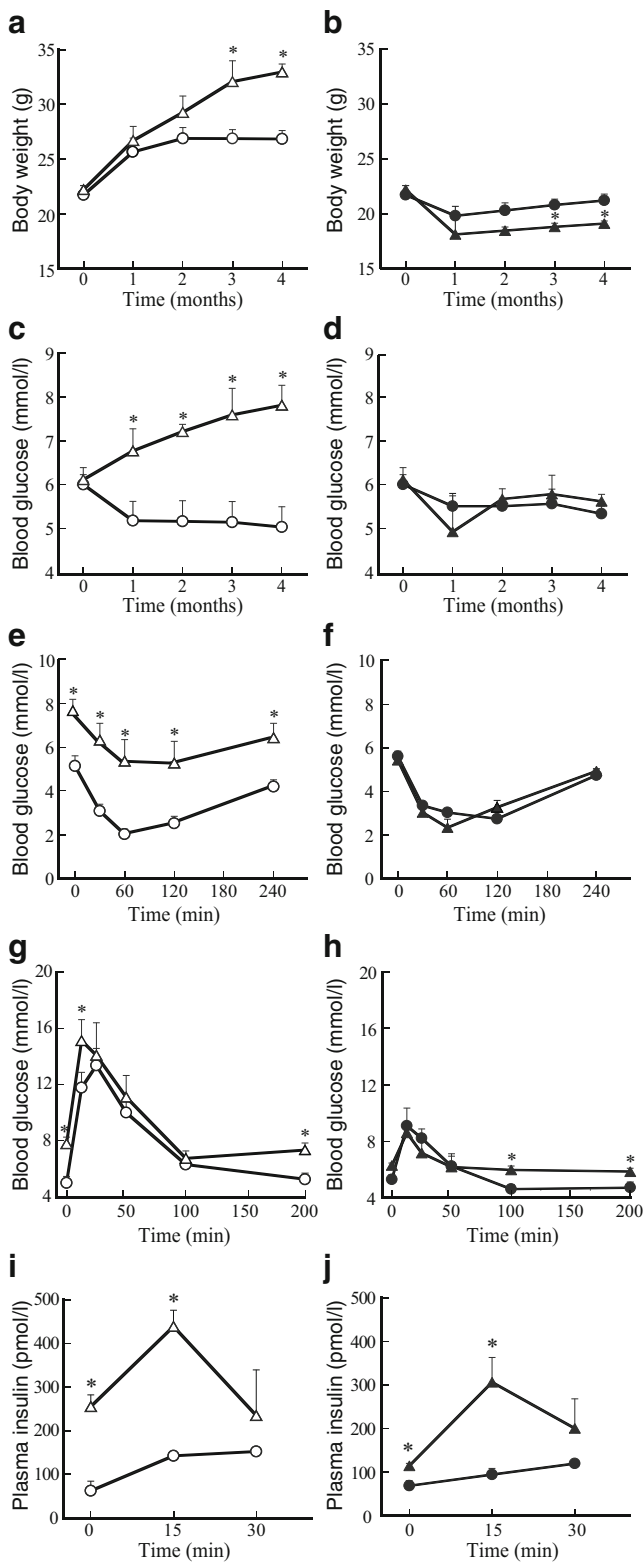 a
Body weight (g)
35
30
25
20
15
* *
0 1 2 3 4
Time (months)
b
Body weight (g)
35
30
25
20
15
* *
0 1 2 3 4
Time (months)
c
Blood glucose (mmol/l)
9
8
7
6
5
4
* * * *
0 1 2 3 4
Time (months)
d
Blood glucose (mmol/l)
9
8
7
6
5
4
0 1 2 3 4
Time (months)
e
Blood glucose (mmol/l)
10
8
6
4
2
0
* * * * *
0 60 120 180 240
Time (min)
f
Blood glucose (mmol/l)
10
8
6
4
2
0
0 60 120 180 240
Time (min)
g
Blood glucose (mmol/l)
20
16
12
8
4
* * *
0 50 100 150 200
Time (min)
h
Blood glucose (mmol/l)
20
16
12
8
4
* *
0 50 100 150 200
Time (min)
i
Plasma insulin (pmol/l)
500
400
300
200
100
0
* *
0 15 30
Time (min)
j
Plasma insulin (pmol/l)
500
400
300
200
100
0
* *
0 15 30
Time (min)